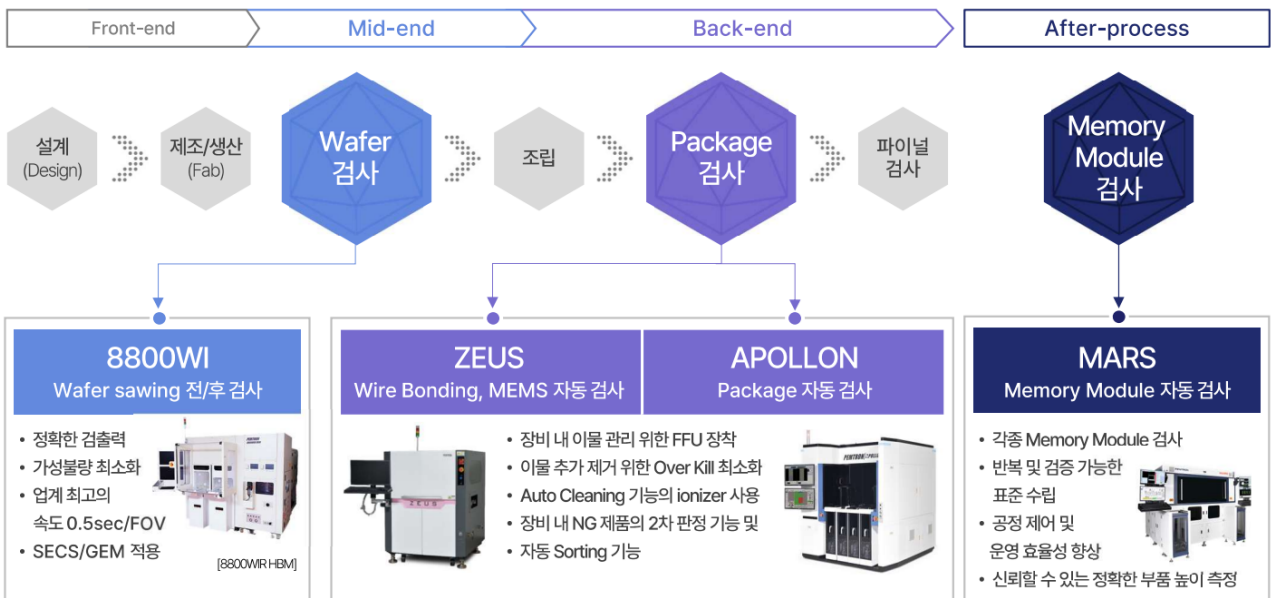 Front-end
Mid-end
Back-end
After-process
설계
(Design)
제조/생산
(Fab)
Wafer
검사
조립
Package
검사
파이널
검사
Memory
Module
검사
8800WI
Wafer sawing 전/후 검사
• 정확한 검출력
• 가성불량 최소화
• 업계 최고의
속도 0.5sec/FOV
• SECS/GEM 적용
[8800WIR HBM]
ZEUS
Wire Bonding, MEMS 자동 검사
APOLLON
Package 자동 검사
• 장비 내 이물 관리 위한 FFU 장착
• 이물 추가 제거 위한 Over Kill 최소화
• Auto Cleaning 기능의 ionizer 사용
• 장비 내 NG 제품의 2차 판정 기능 및
• 자동 Sorting 기능
ZEUS
MARS
Memory Module 자동 검사
• 각종 Memory Module 검사
• 반복 및 검증 가능한
표준 수립
• 공정 제어 및
운영 효율성 향상
• 신뢰할 수 있는 정확한 부품 높이 측정